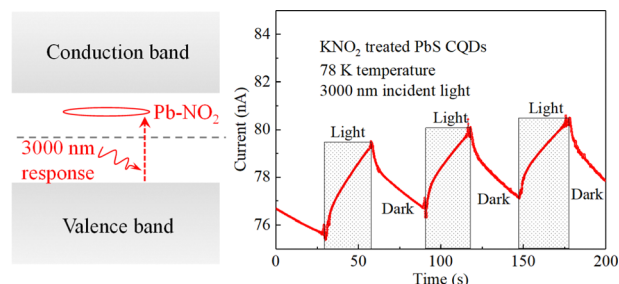 Conduction band
Pb-NO₂
3000 nm
response
Valence band
KNO₂ treated PbS CQDs
78 K temperature
3000 nm incident light
Light
Light
Light
Dark
Dark
Dark
84
82
80
78
76
Current (nA)
0
50
100
150
200
Time (s)